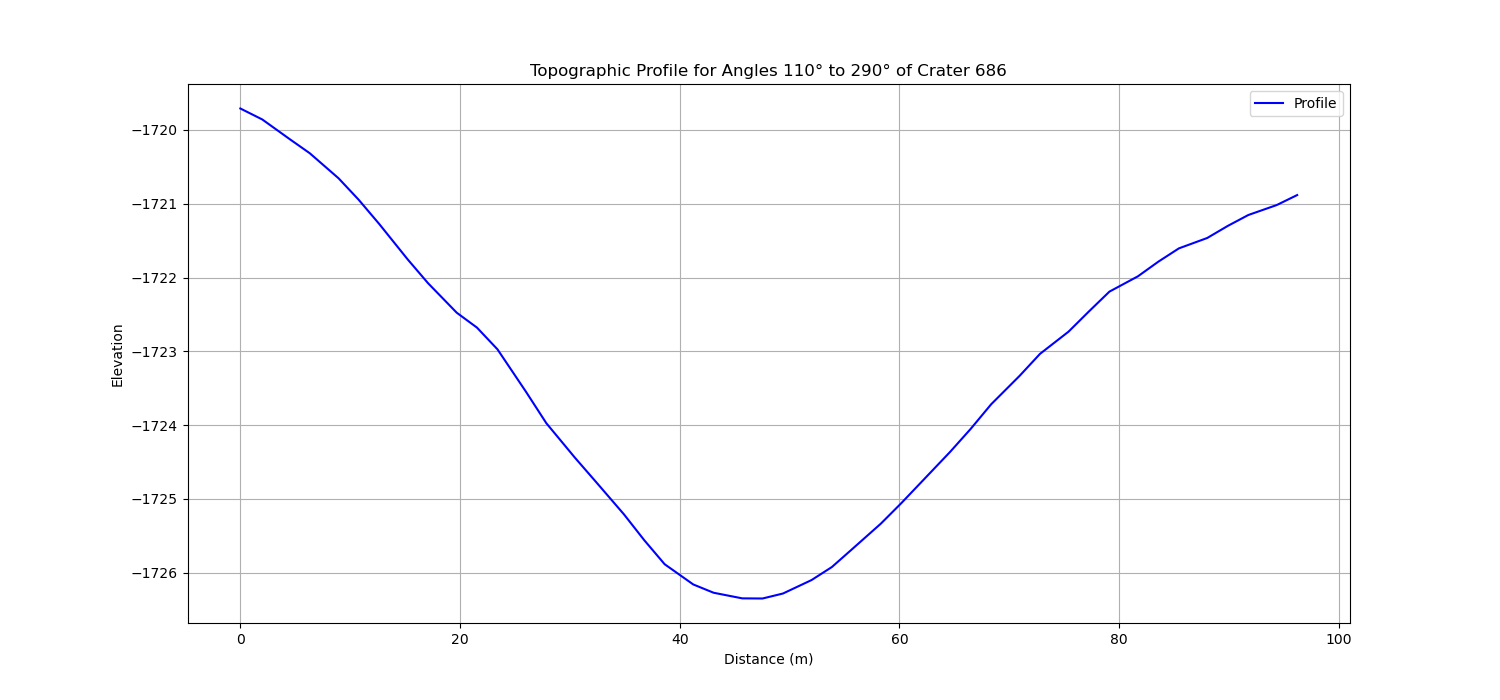 Topographic Profile for Angles 110° to 290° of Crater 686
Profile
−1720
−1721
−1722
−1723
−1724
−1725
−1726
Elevation
0 20 40 60 80 100
Distance (m)